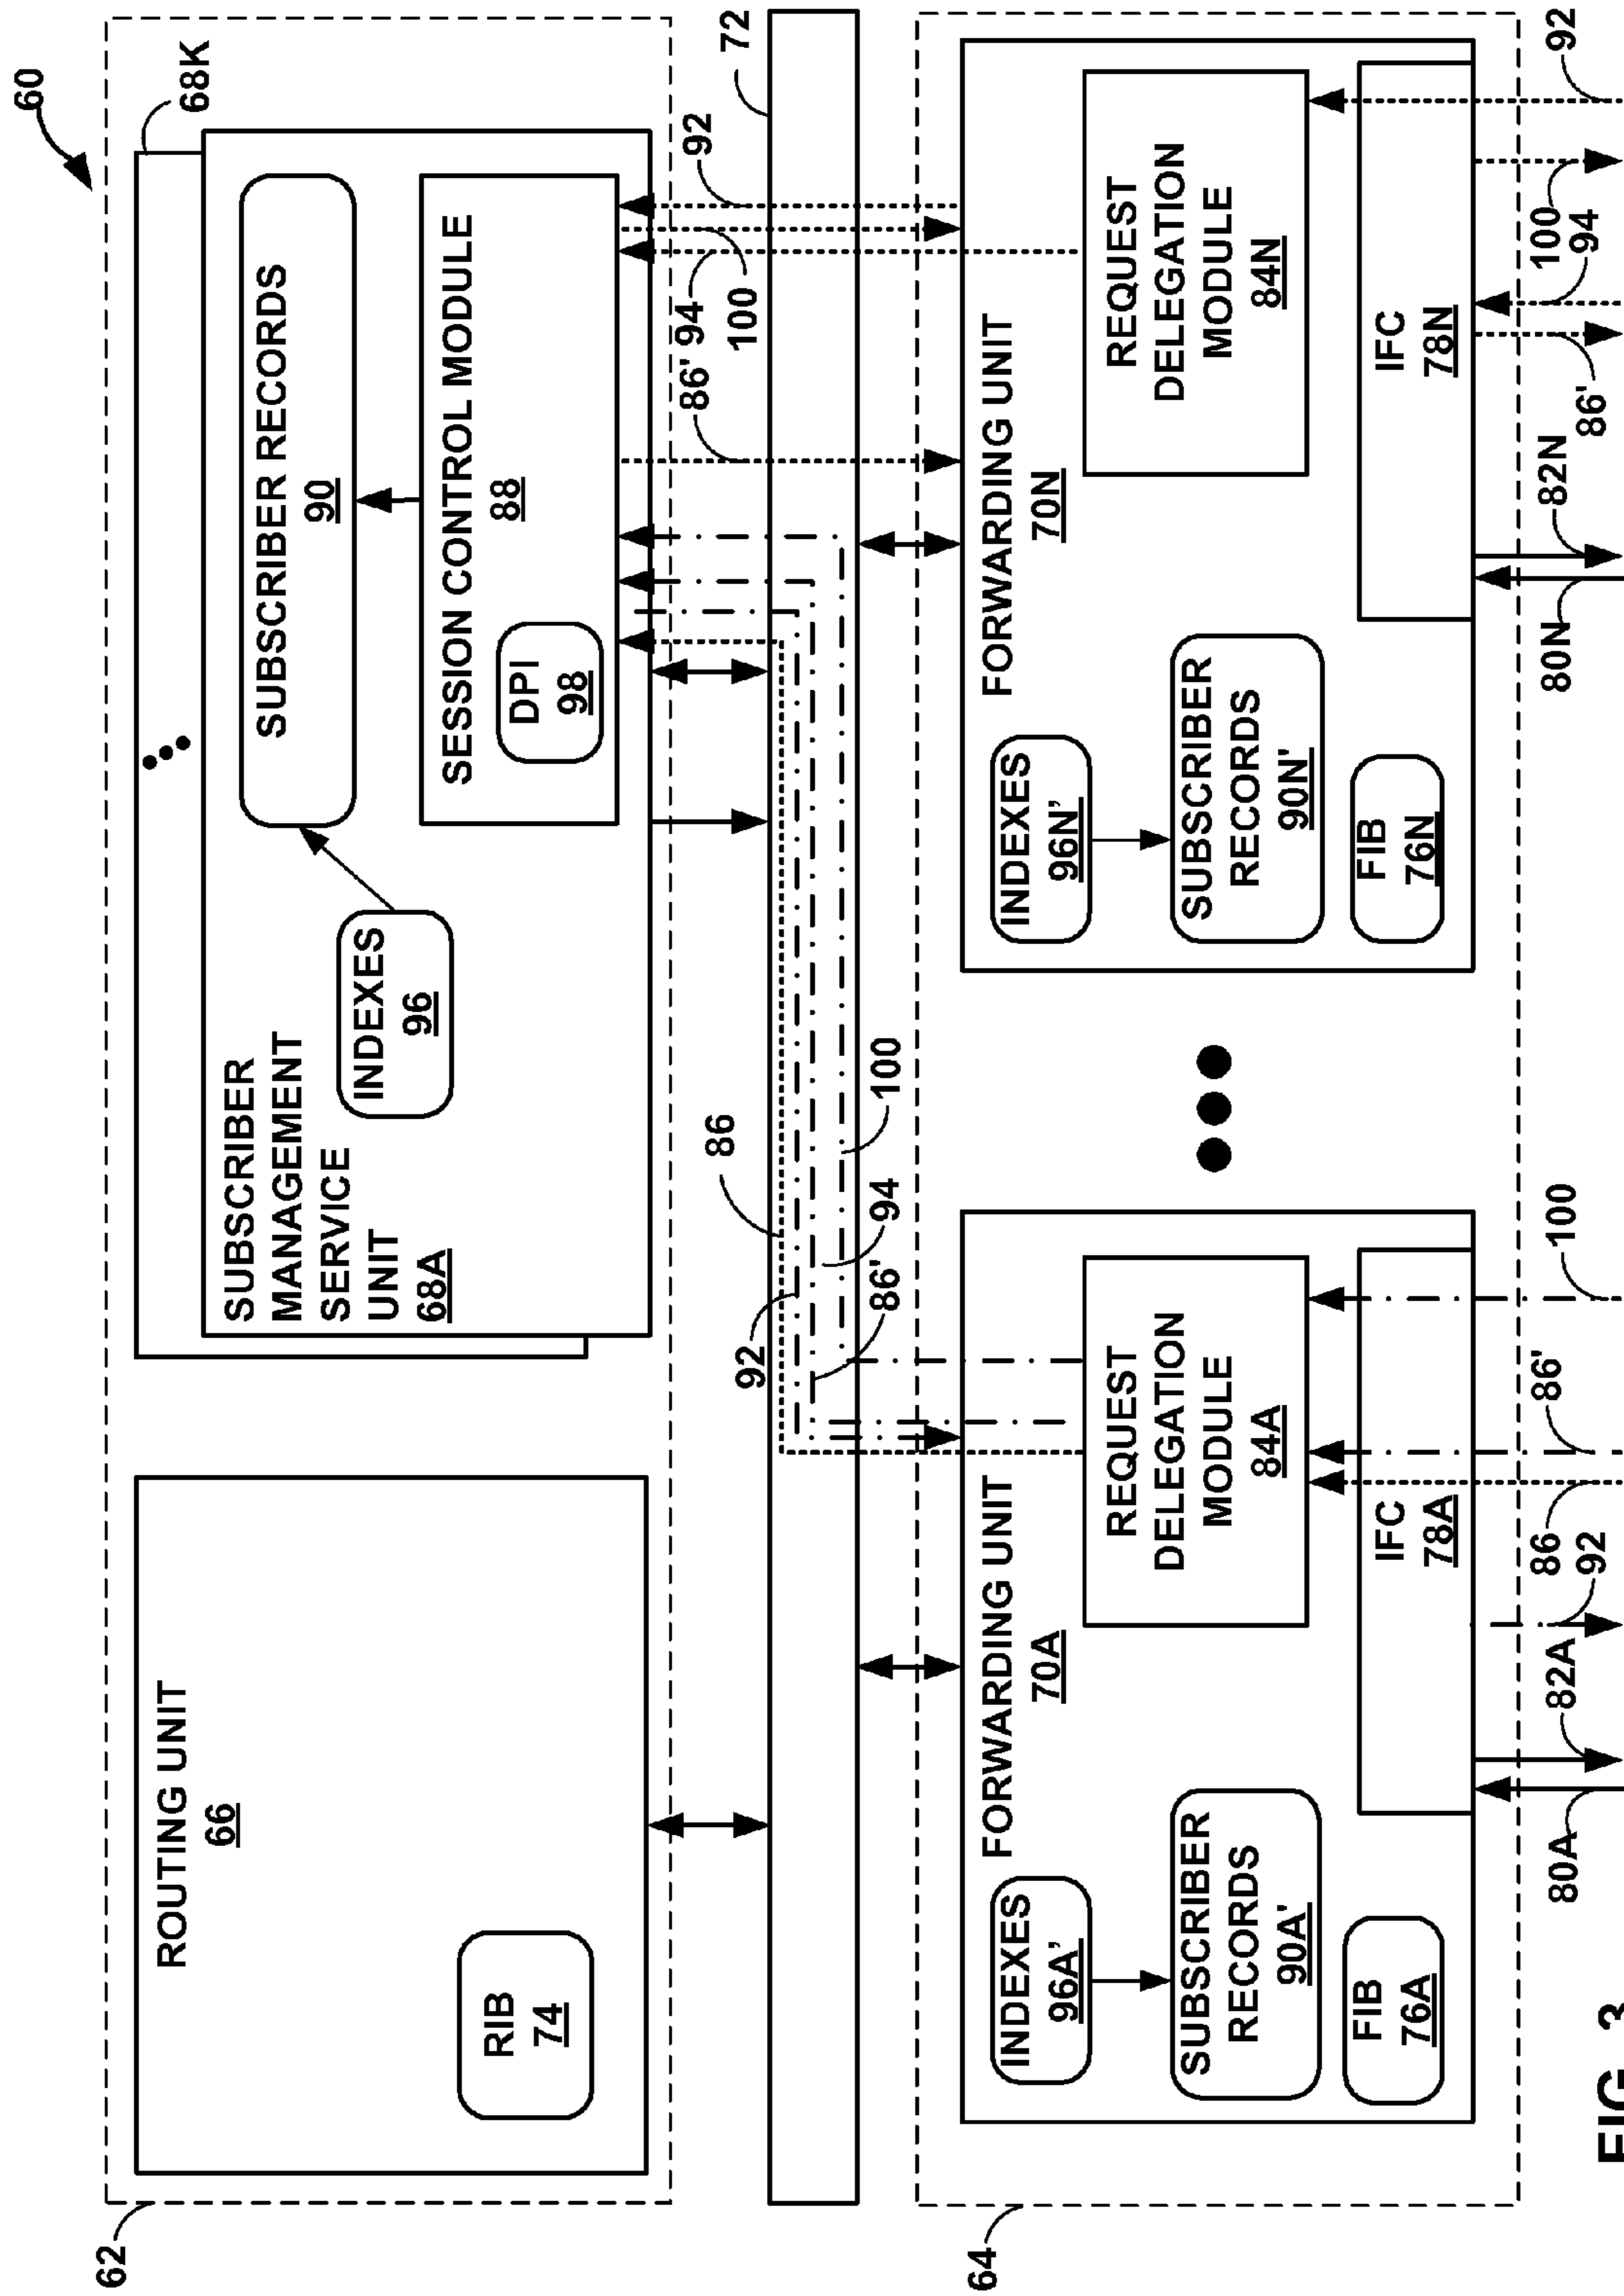 60
62
68K
ROUTING UNIT
66
RIB
74
SUBSCRIBER
MANAGEMENT
SERVICE
UNIT
68A
INDEXES
96
SUBSCRIBER RECORDS
90
SESSION CONTROL MODULE
88
DPI
98
72
86
92
86'
94
100
86'
94
100
92
64
FORWARDING UNIT
70A
INDEXES
96A'
SUBSCRIBER
RECORDS
90A'
FIB
76A
REQUEST
DELEGATION
MODULE
84A
IFC
78A
FORWARDING UNIT
70N
INDEXES
96N'
SUBSCRIBER
RECORDS
90N'
FIB
76N
REQUEST
DELEGATION
MODULE
84N
IFC
78N
80A
82A
92
86
86'
100
80N
82N
86'
94
100
92
FIG. 3